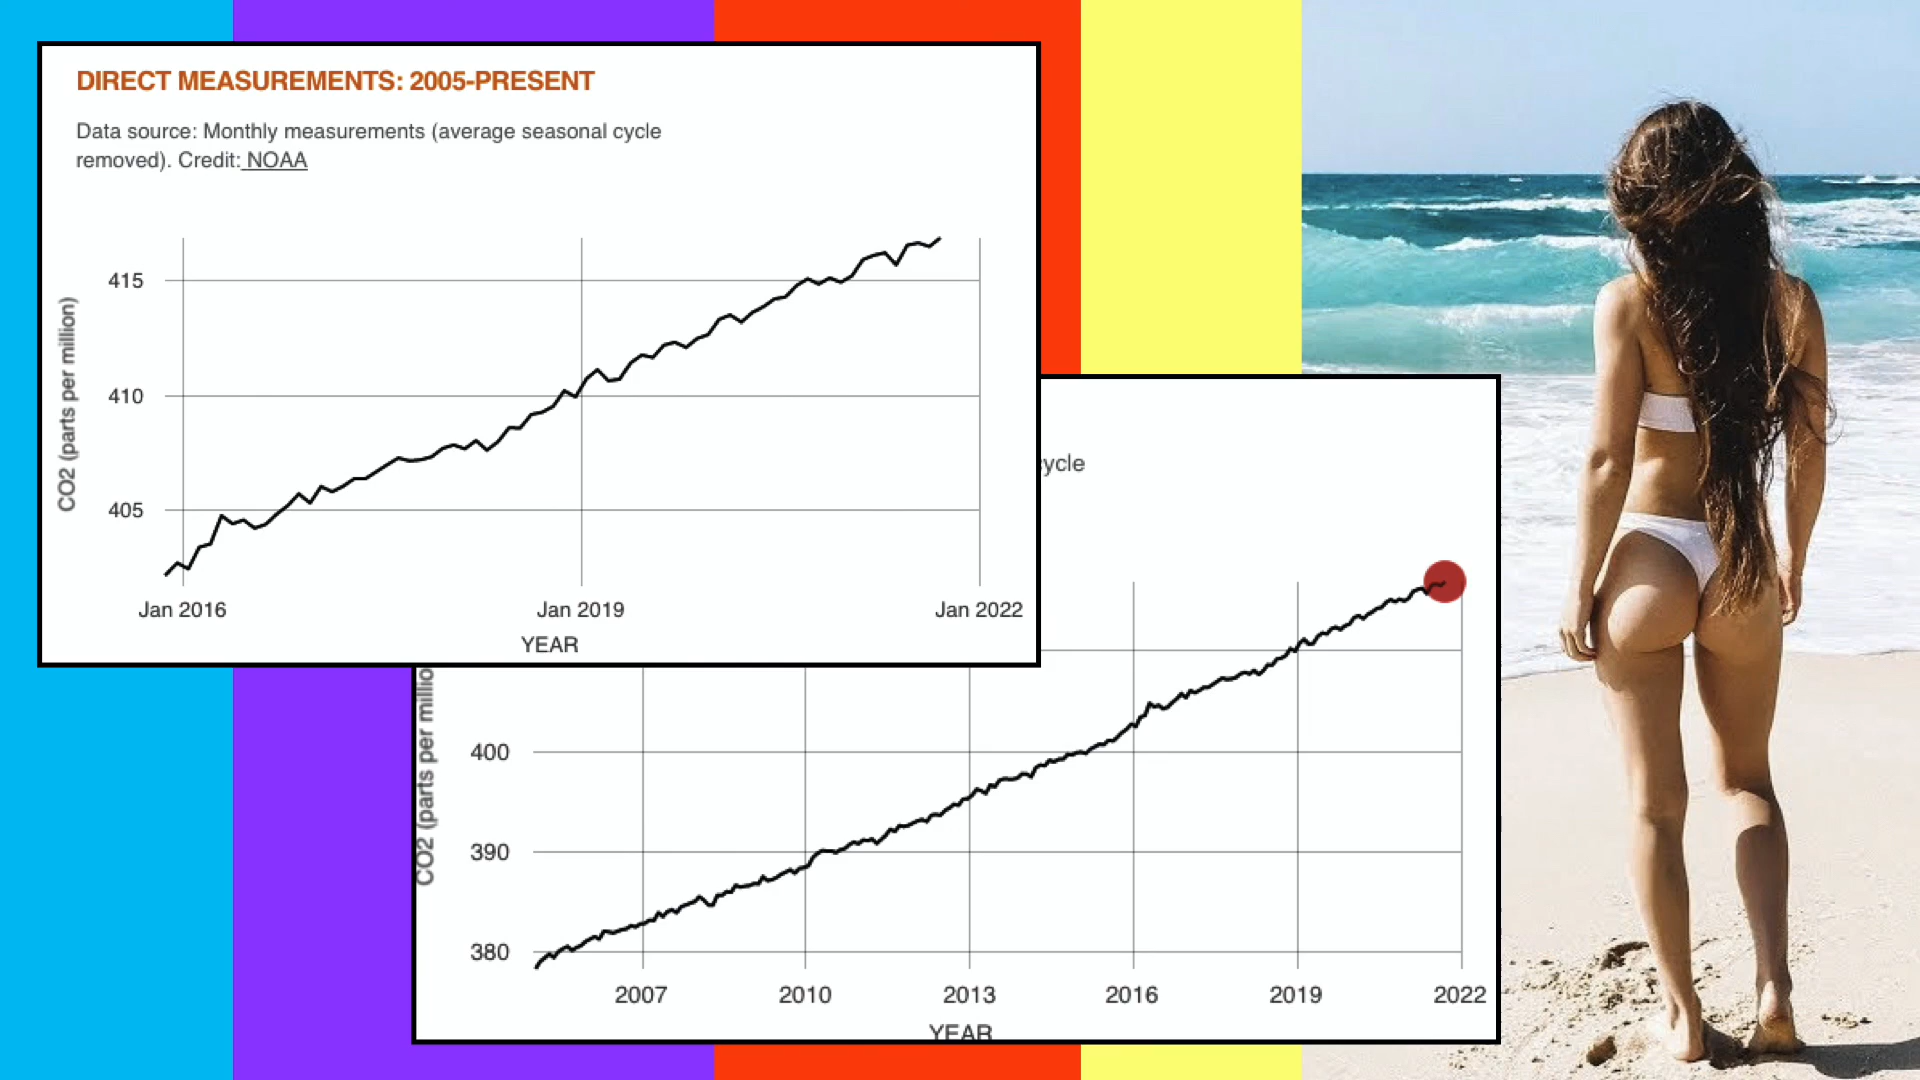 DIRECT MEASUREMENTS: 2005-PRESENT
Data source: Monthly measurements (average seasonal cycle
removed). Credit: NOAA
415
410
405
CO2 (parts per million)
Jan 2016 Jan 2019 Jan 2022
YEAR
400
390
380
CO2 (parts per
2007 2010 2013 2016 2019 2022
YEAR